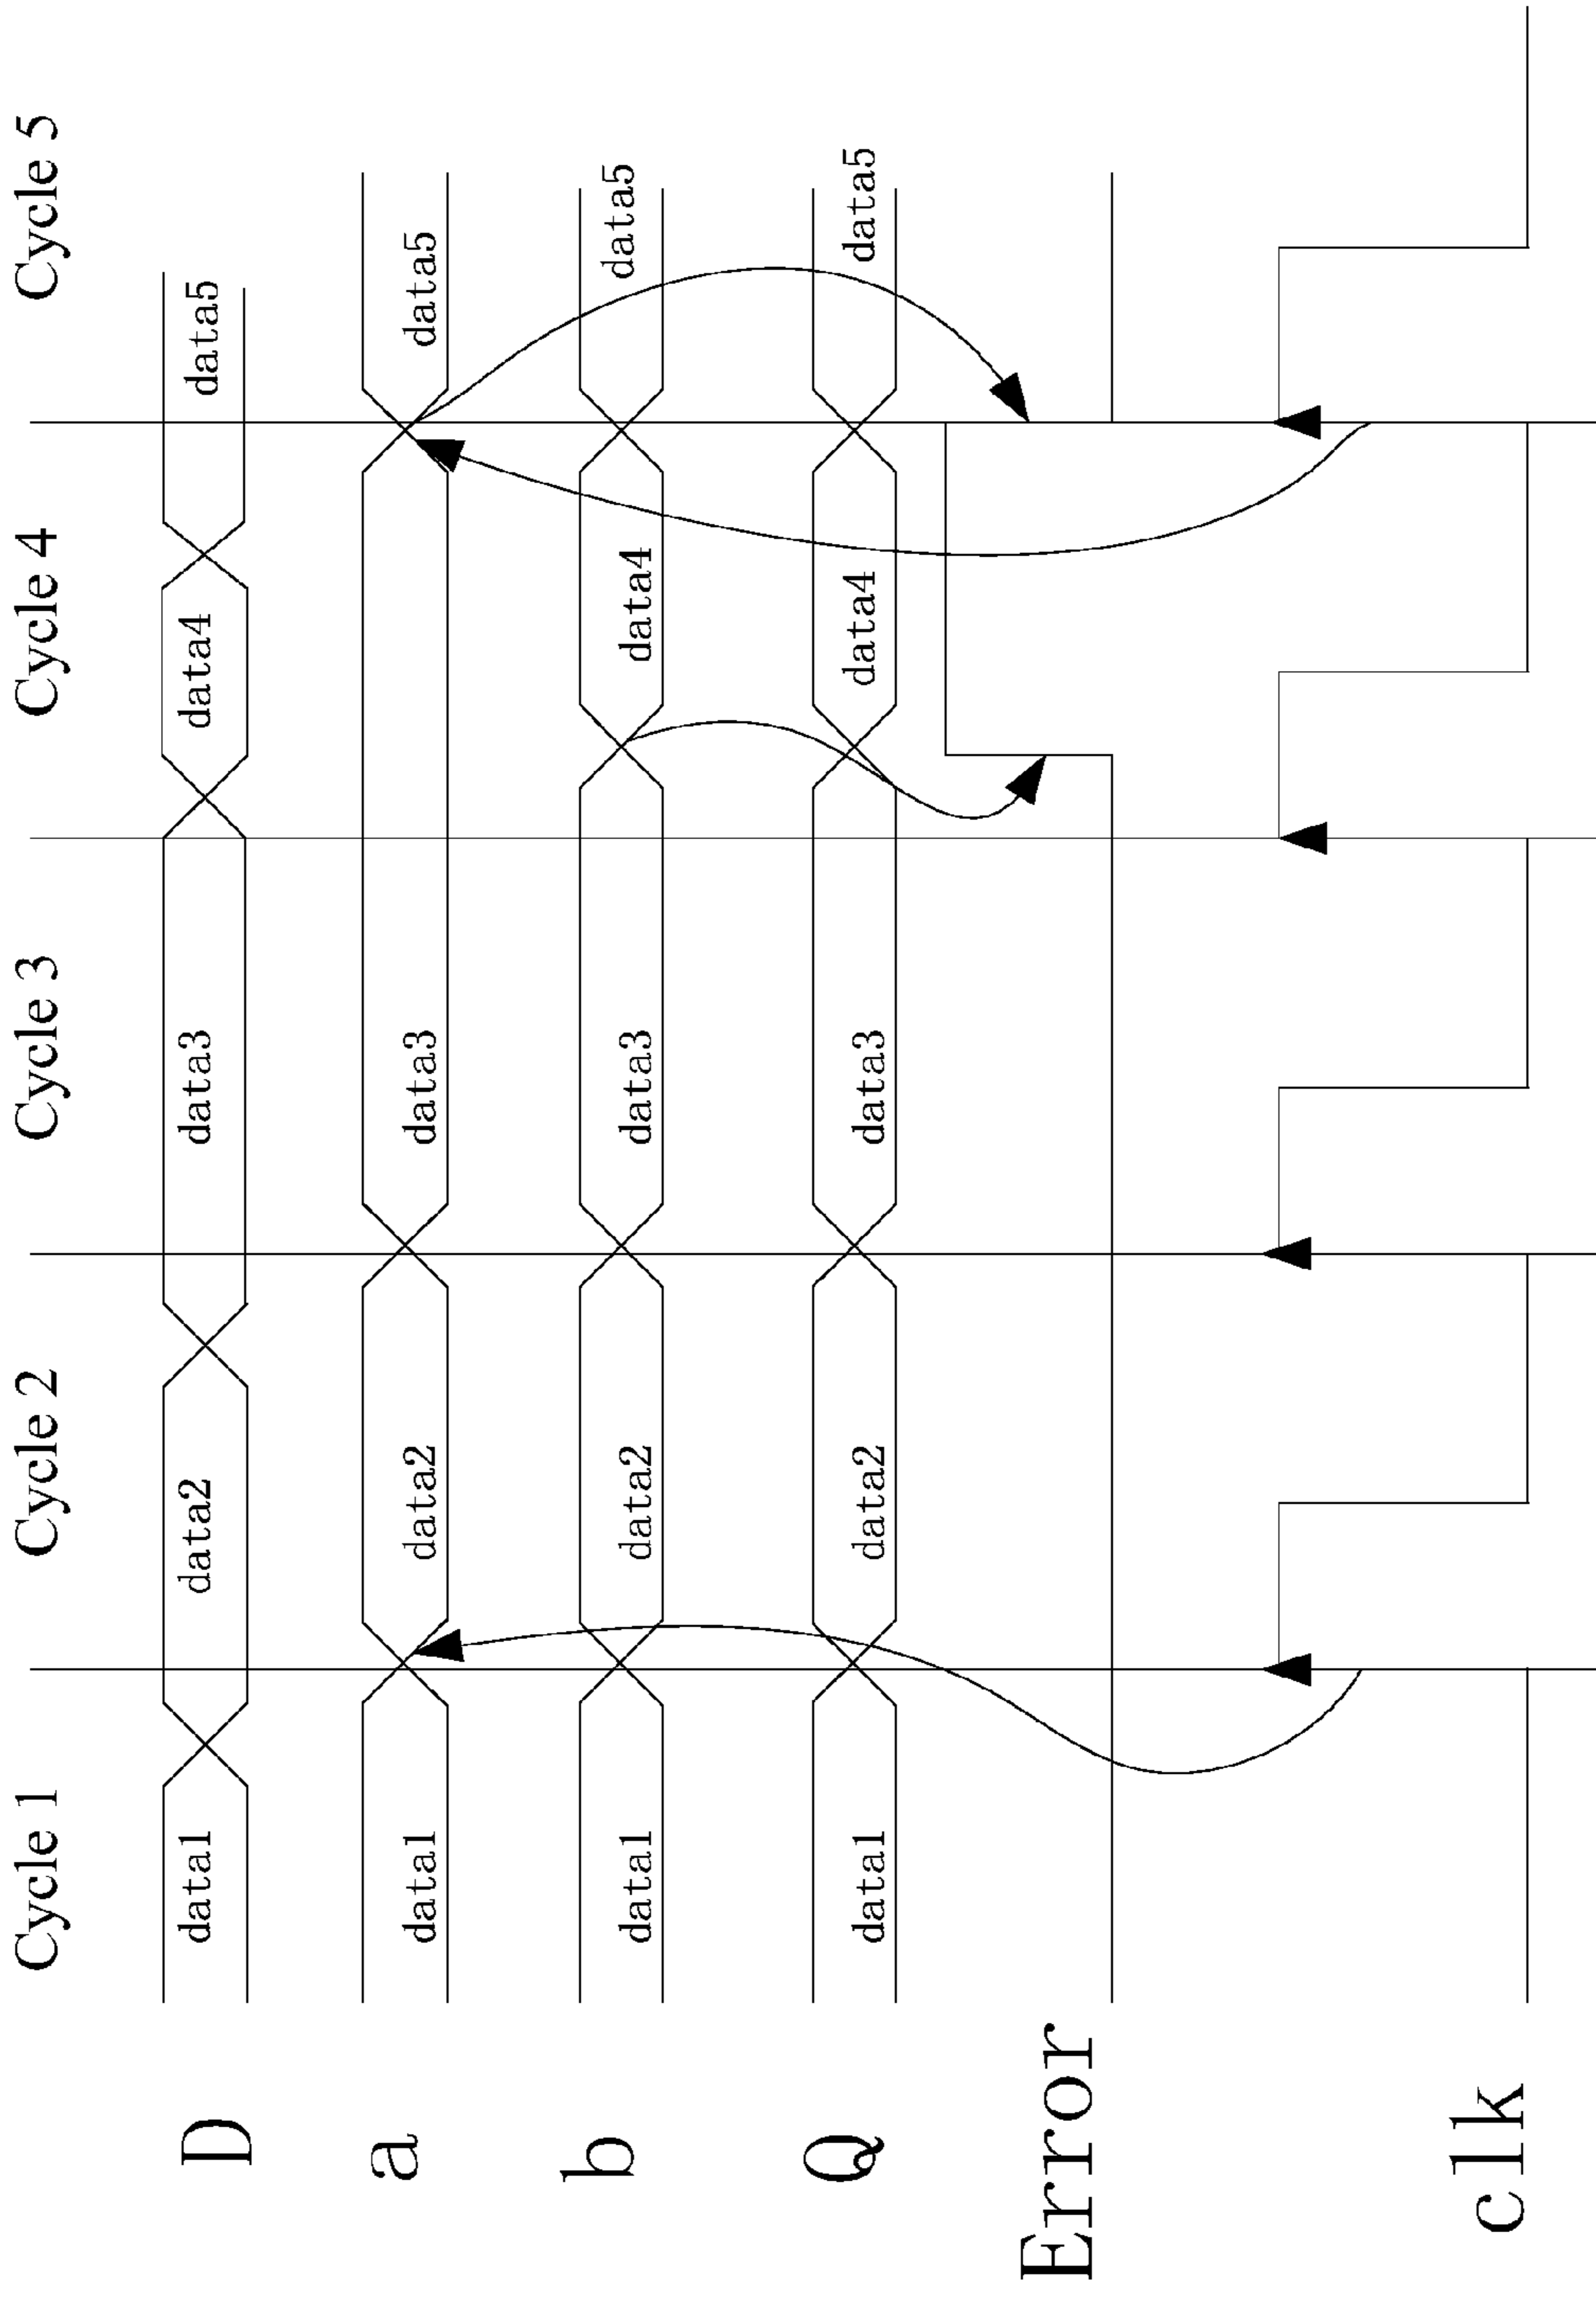 Cycle 1 Cycle 2 Cycle 3 Cycle 4 Cycle 5
D data1 data2 data3 data4 data5
a data1 data2 data3 data5
b data1 data2 data3 data4 data5
Q data1 data2 data3 data4 data5
Error
clk